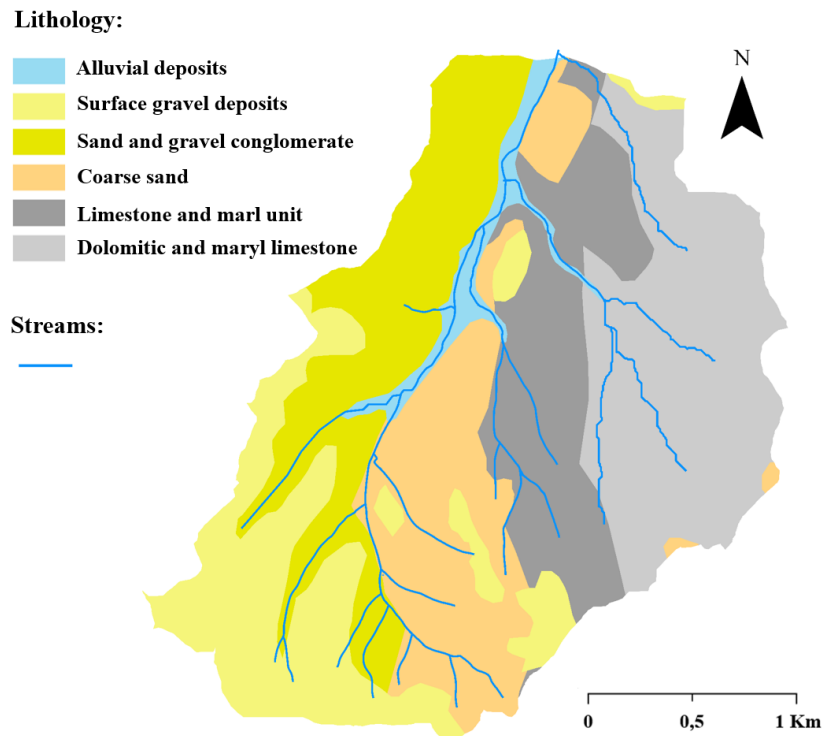 Lithology:
Alluvial deposits
Surface gravel deposits
Sand and gravel conglomerate
Coarse sand
Limestone and marl unit
Dolomitic and maryl limestone
Streams:
N
0 0,5 1 Km